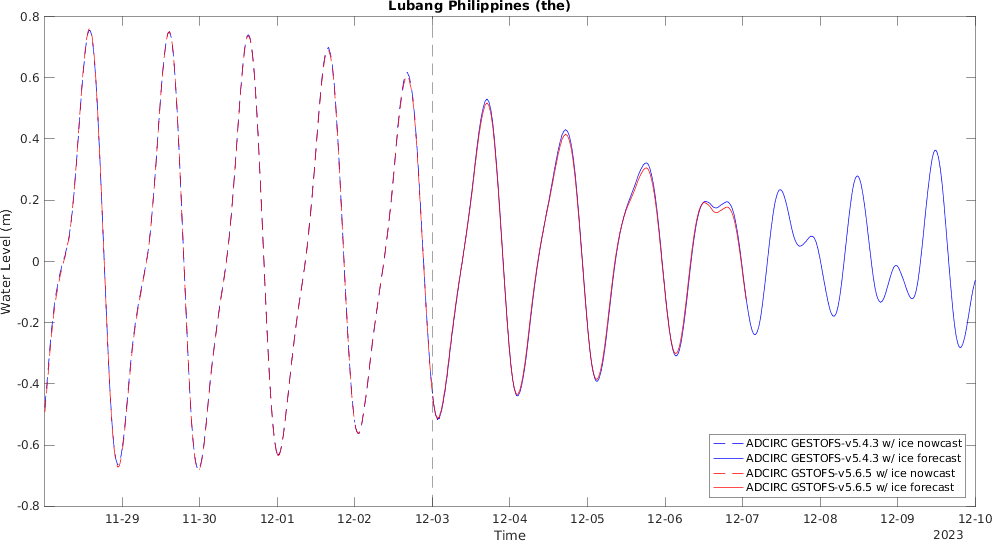 Lubang Philippines (the)
Water Level (m)
0.8
0.6
0.4
0.2
0
-0.2
-0.4
-0.6
-0.8
11-29 11-30 12-01 12-02 12-03 12-04 12-05 12-06 12-07 12-08 12-09 12-10
Time
2023
ADCIRC GESTOFS-v5.4.3 w/ ice nowcast
ADCIRC GESTOFS-v5.4.3 w/ ice forecast
ADCIRC GSTOFS-v5.6.5 w/ ice nowcast
ADCIRC GSTOFS-v5.6.5 w/ ice forecast